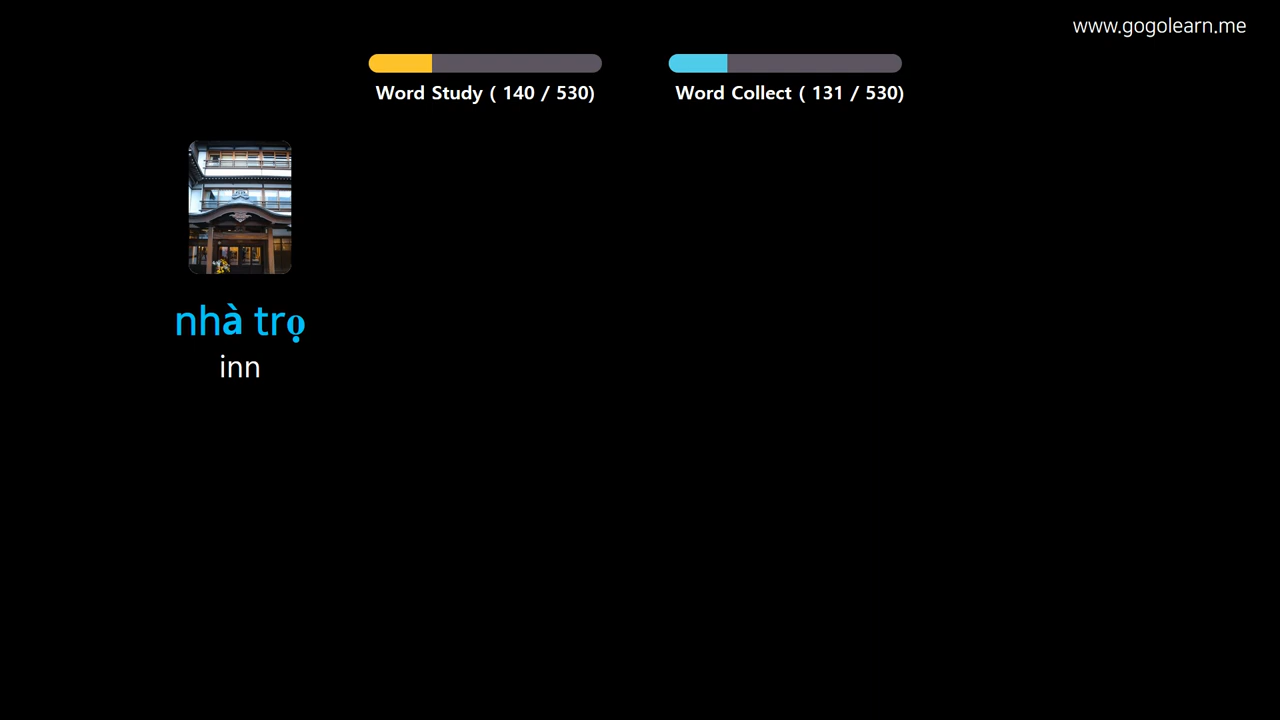 www.gogolearn.me
Word Study ( 140 / 530)
Word Collect ( 131 / 530)
nhà trọ
inn